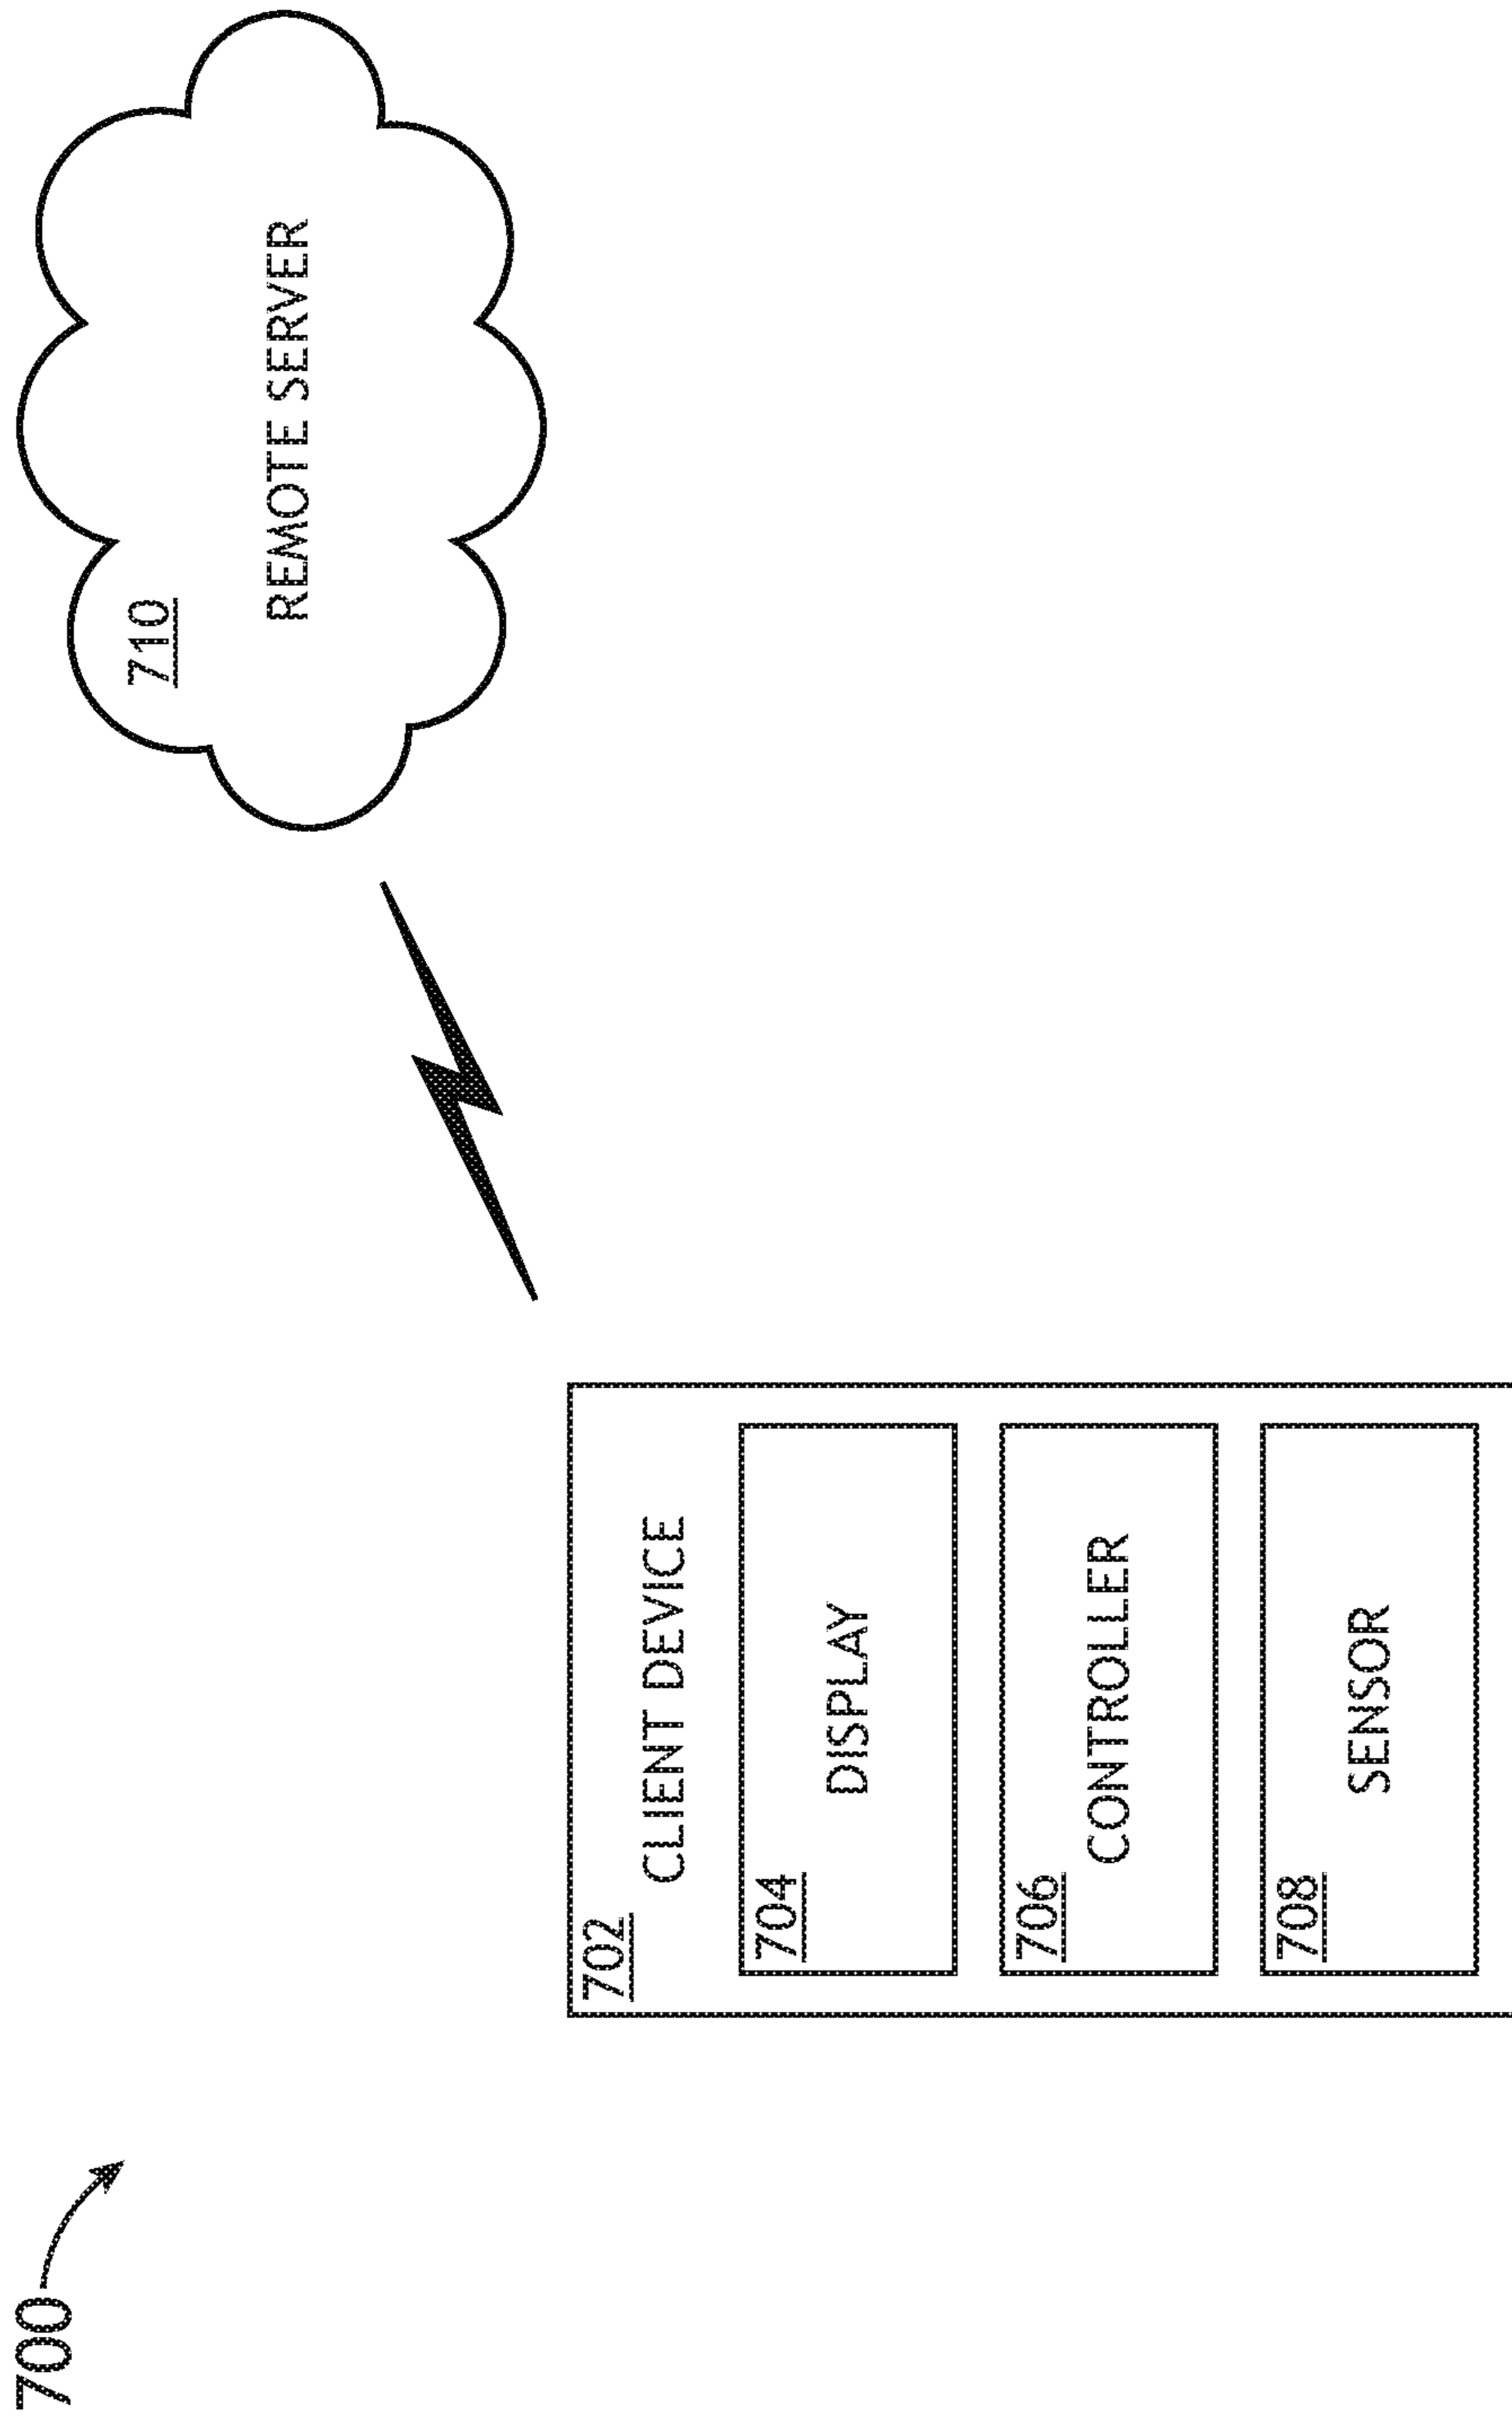 700
710
REMOTE SERVER
702
CLIENT DEVICE
704
DISPLAY
706
CONTROLLER
708
SENSOR